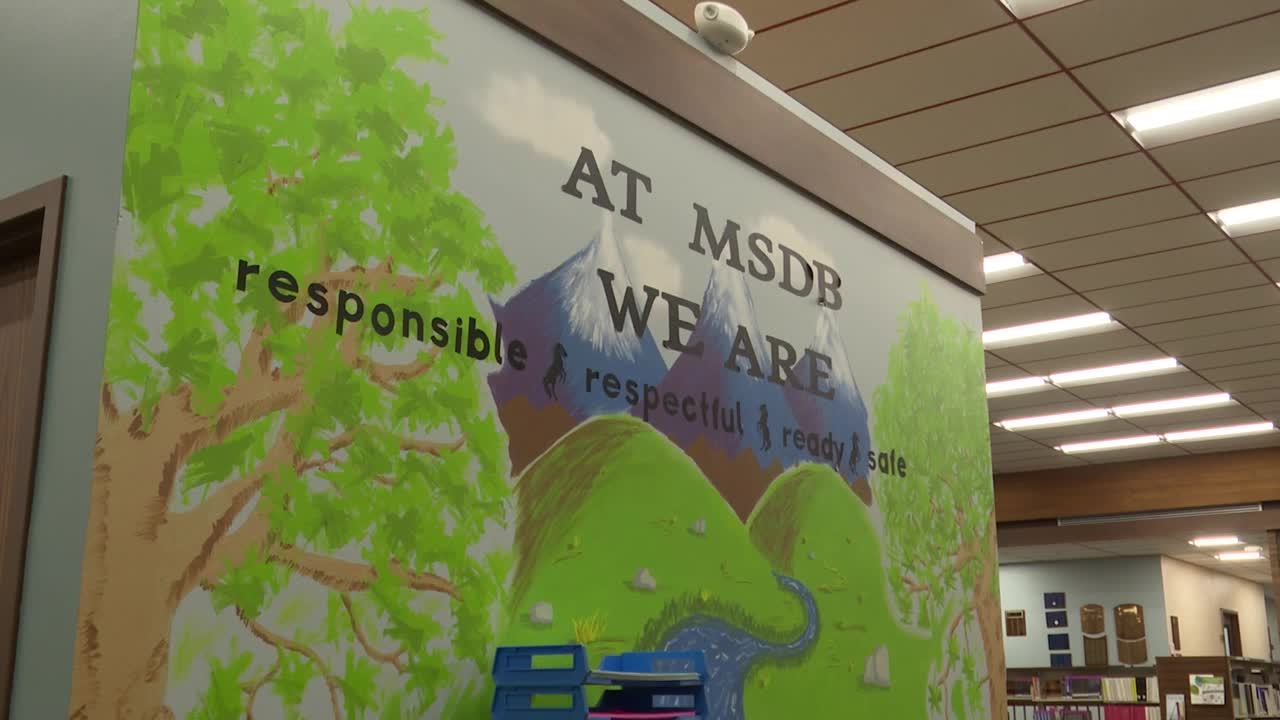 AT MSDB
WE ARE
responsible respectful ready safe